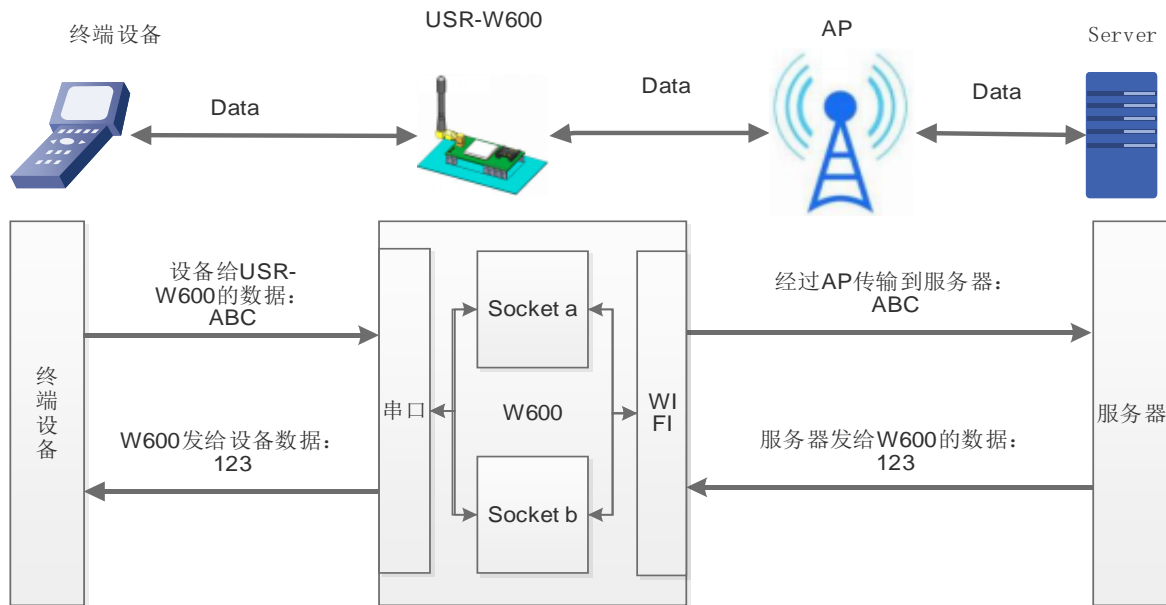 终端设备
USR-W600
AP
Server
Data
Data
Data
设备给USR-
W600的数据：
ABC
经过AP传输到服务器：
ABC
Socket a
终
端
设
备
串口
W600
WI
FI
服务器
W600发给设备数据：
123
服务器发给W600的数据：
123
Socket b